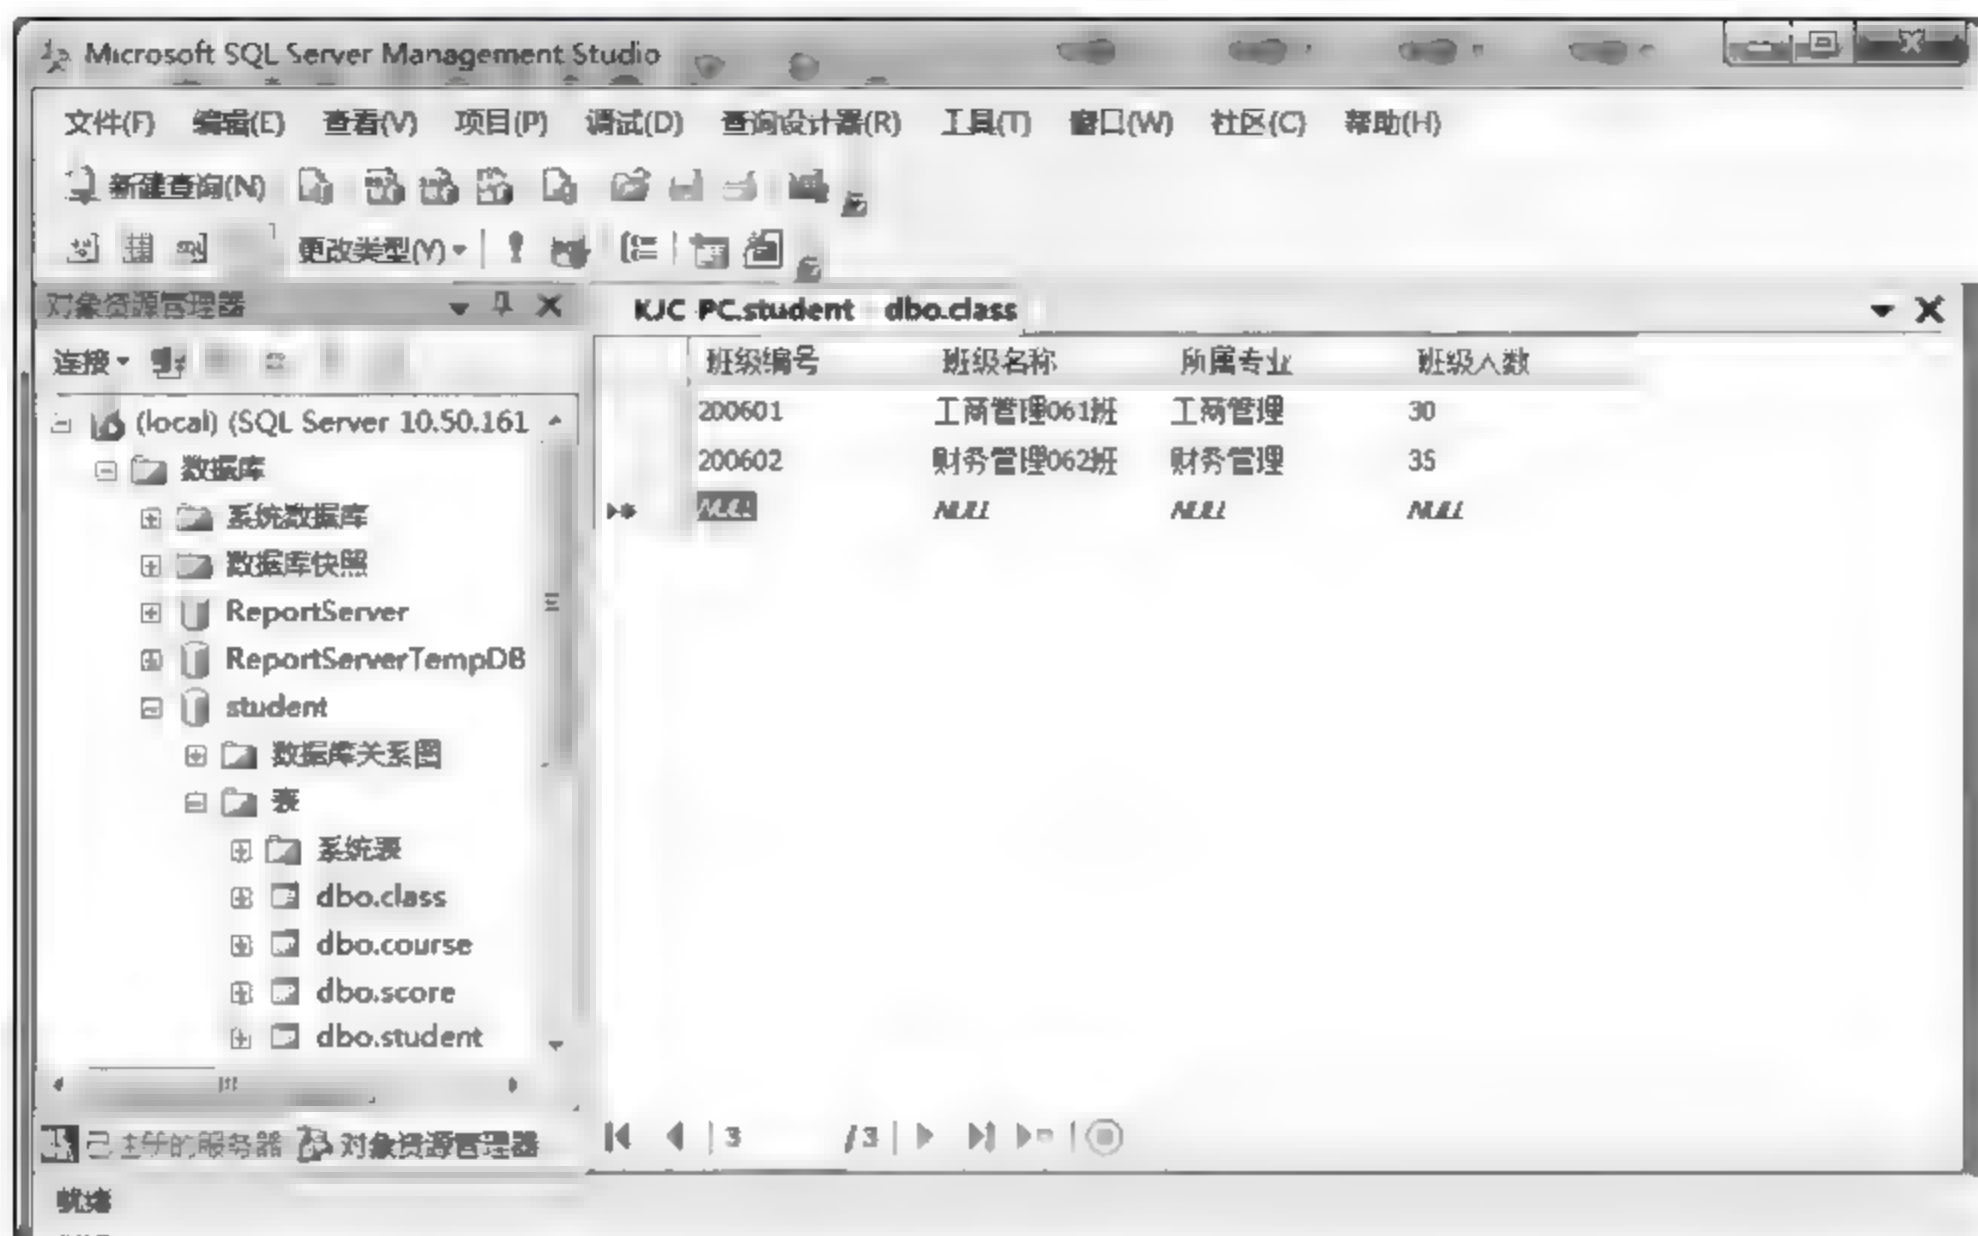 Microsoft SQL Server Management Studio
文件(F) 编辑(E) 查看(V) 项目(P) 调试(D) 查询设计器(R) 工具(T) 窗口(W) 社区(C) 帮助(H)
新建查询(N)
更改类型(Y)
对象资源管理器
KJC PC.student dbo.class
连接
班级编号 班级名称 所属专业 班级人数
(local) (SQL Server 10.50.161
200601 工商管理061班 工商管理 30
数据库
200602 财务管理062班 财务管理 35
系统数据库
NULL NULL NULL NULL
数据库快照
ReportServer
ReportServerTempDB
student
数据库关系图
表
系统表
dbo.class
dbo.course
dbo.score
dbo.student
已注册的服务器 对象资源管理器
3 /3
就绪